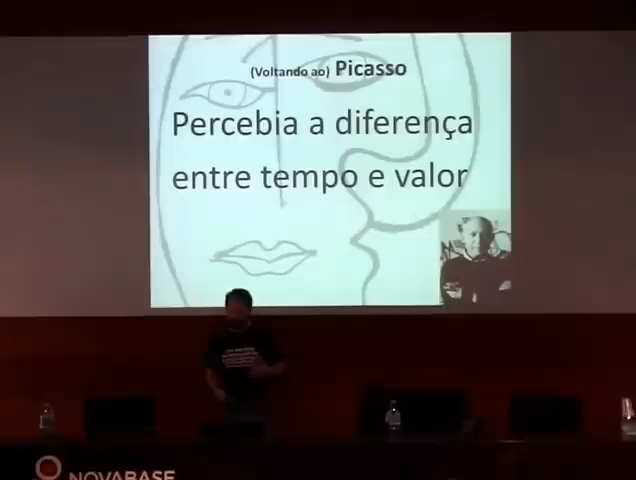 (Voltando ao) Picasso
Percebia a diferença
entre tempo e valor
NOVABASE